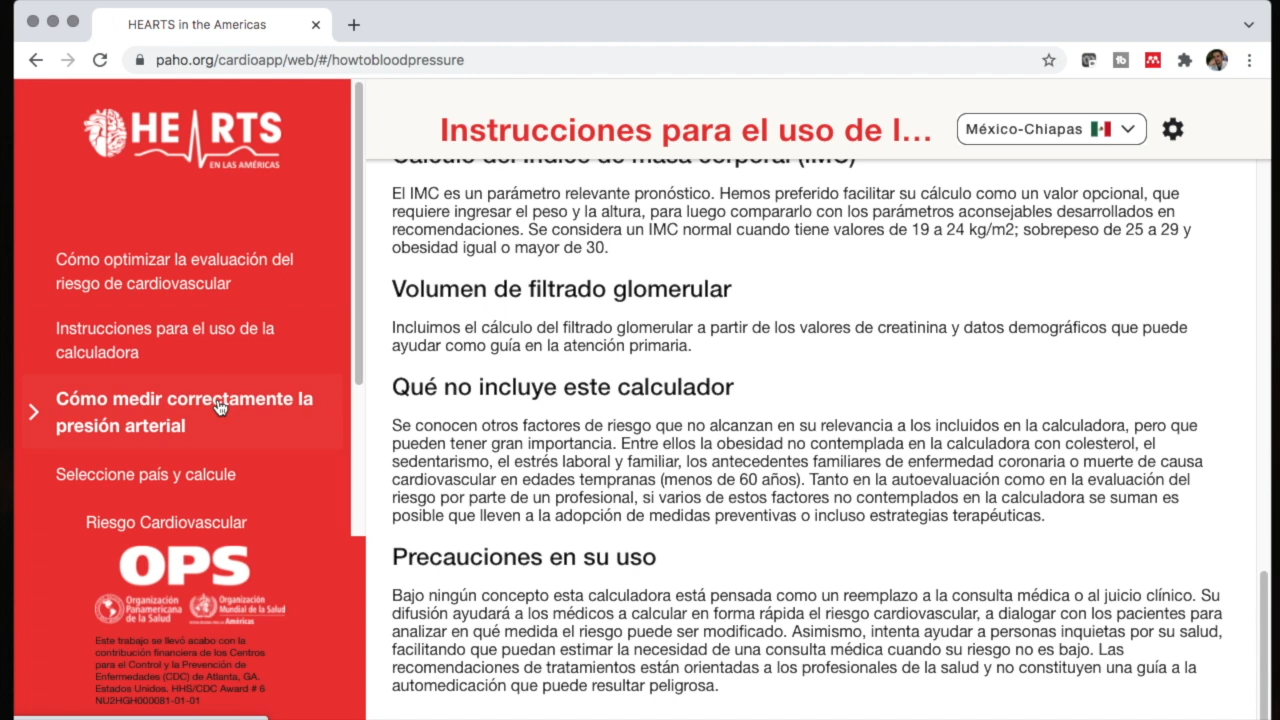 HEARTS in the Americas
paho.org/cardioapp/web/#/howtobloodpressure
HEARTS
EN LAS AMÉRICAS
Cómo optimizar la evaluación del
riesgo de cardiovascular
Instrucciones para el uso de la
calculadora
Cómo medir correctamente la
presión arterial
Seleccione país y calcule
Riesgo Cardiovascular
OPS
Organización
Panamericana
de la Salud
Organización
Mundial de la Salud
Américas
Este trabajo se llevó acabo con la
contribución financiera de los Centros
para el Control y la Prevención de
Enfermedades (CDC) de Atlanta, GA.
Estados Unidos. HHS/CDC Award # 6
NU2HGH000081-01-01
Instrucciones para el uso de l...
México-Chiapas
Cálculo del índice de masa corporal (IMC)
El IMC es un parámetro relevante pronóstico. Hemos preferido facilitar su cálculo como un valor opcional, que
requiere ingresar el peso y la altura, para luego compararlo con los parámetros aconsejables desarrollados en
recomendaciones. Se considera un IMC normal cuando tiene valores de 19 a 24 kg/m2; sobrepeso de 25 a 29 y
obesidad igual o mayor de 30.
Volumen de filtrado glomerular
Incluimos el cálculo del filtrado glomerular a partir de los valores de creatinina y datos demográficos que puede
ayudar como guía en la atención primaria.
Qué no incluye este calculador
Se conocen otros factores de riesgo que no alcanzan en su relevancia a los incluidos en la calculadora, pero que
pueden tener gran importancia. Entre ellos la obesidad no contemplada en la calculadora con colesterol, el
sedentarismo, el estrés laboral y familiar, los antecedentes familiares de enfermedad coronaria o muerte de causa
cardiovascular en edades tempranas (menos de 60 años). Tanto en la autoevaluación como en la evaluación del
riesgo por parte de un profesional, si varios de estos factores no contemplados en la calculadora se suman es
posible que lleven a la adopción de medidas preventivas o incluso estrategias terapéuticas.
Precauciones en su uso
Bajo ningún concepto esta calculadora está pensada como un reemplazo a la consulta médica o al juicio clínico. Su
difusión ayudará a los médicos a calcular en forma rápida el riesgo cardiovascular, a dialogar con los pacientes para
analizar en qué medida el riesgo puede ser modificado. Asimismo, intenta ayudar a personas inquietas por su salud,
facilitando que puedan estimar la necesidad de una consulta médica cuando su riesgo no es bajo. Las
recomendaciones de tratamientos están orientadas a los profesionales de la salud y no constituyen una guía a la
automedicación que puede resultar peligrosa.